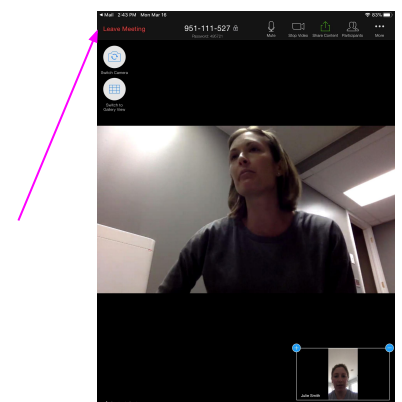 Mail 2:43 PM Mon Mar 16 83%
Leave Meeting 951-111-527
Mute Stop Video Share Content Participants More
Switch Camera
Switch to
Gallery View
Julie Smith